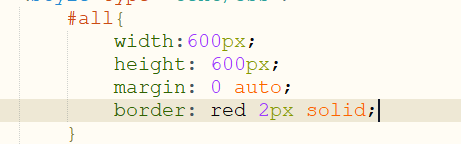 #all{
width:600px;
height: 600px;
margin: 0 auto;
border: red 2px solid;
}